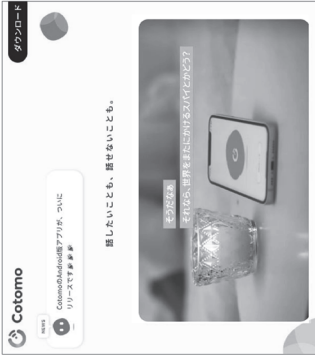 Cotomo
ダウンロード
NEWS
CotomoのAndroid版アプリが、ついに
リリースです🎉🎉🎉
話したいことも、話せないことも。
そうだなぁ
それなら、世界をまたにかけるスパイとかどう？